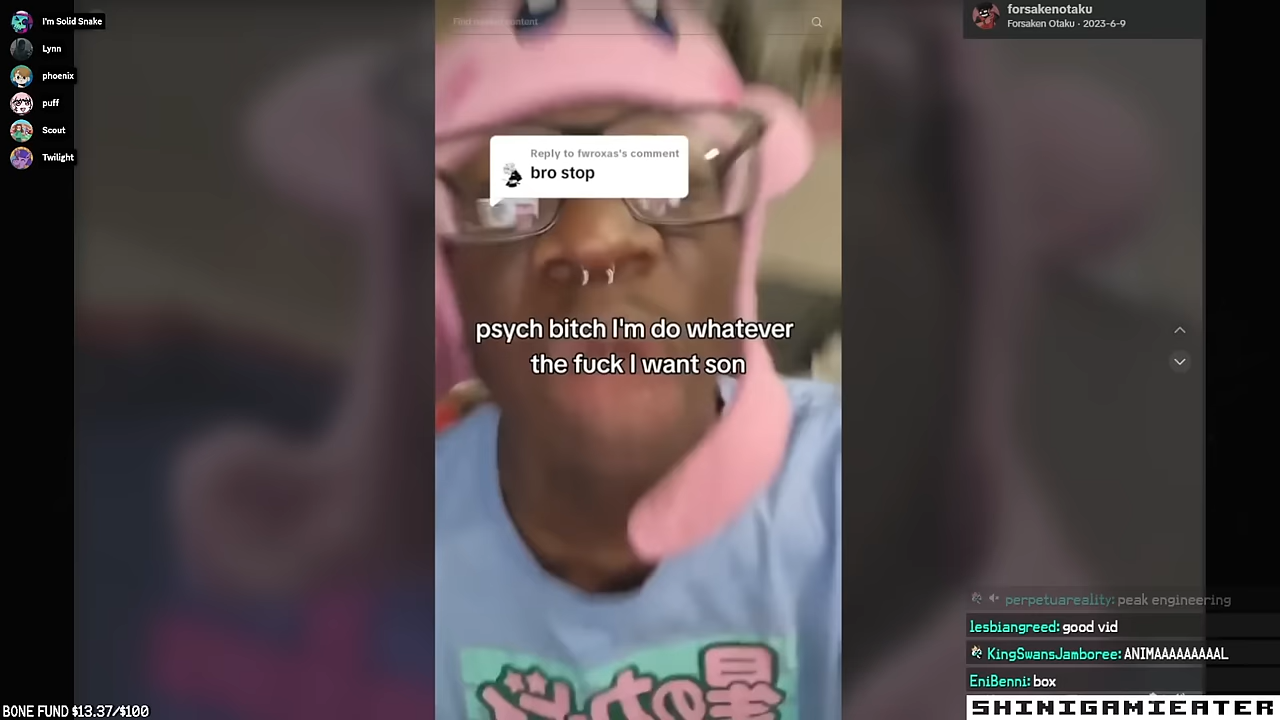 I'm Solid Snake
Lynn
phoenix
puff
Scout
Twilight
BONE FUND $13.37/$100
Reply to fwroxas's comment
bro stop
psych bitch I'm do whatever
the fuck I want son
forsakenotaku
Forsaken Otaku · 2023-6-9
perpetuareality: peak engineering
lesbiangreed: good vid
KingSwansJamboree: ANIMAAAAAAAAL
EniBenni: box
SHINIGAMIEATER